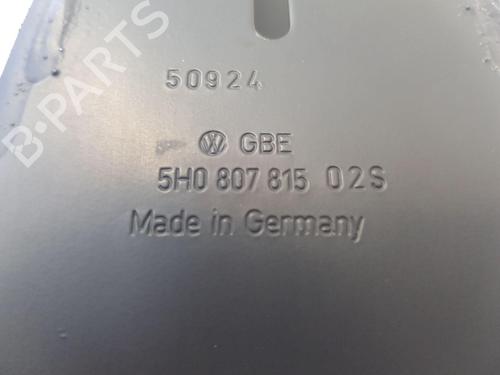 B-PARTS
50924
GBE
5H0 807 815 02S
Made in Germany